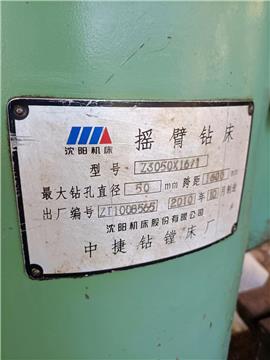 沈阳机床
摇臂钻床
型号 Z3050X16/1
最大钻孔直径 50 mm 跨距 1600 mm
出厂编号 ZT1008565 2010 年 10 月制造
沈阳机床股份有限公司
中捷钻镗床厂